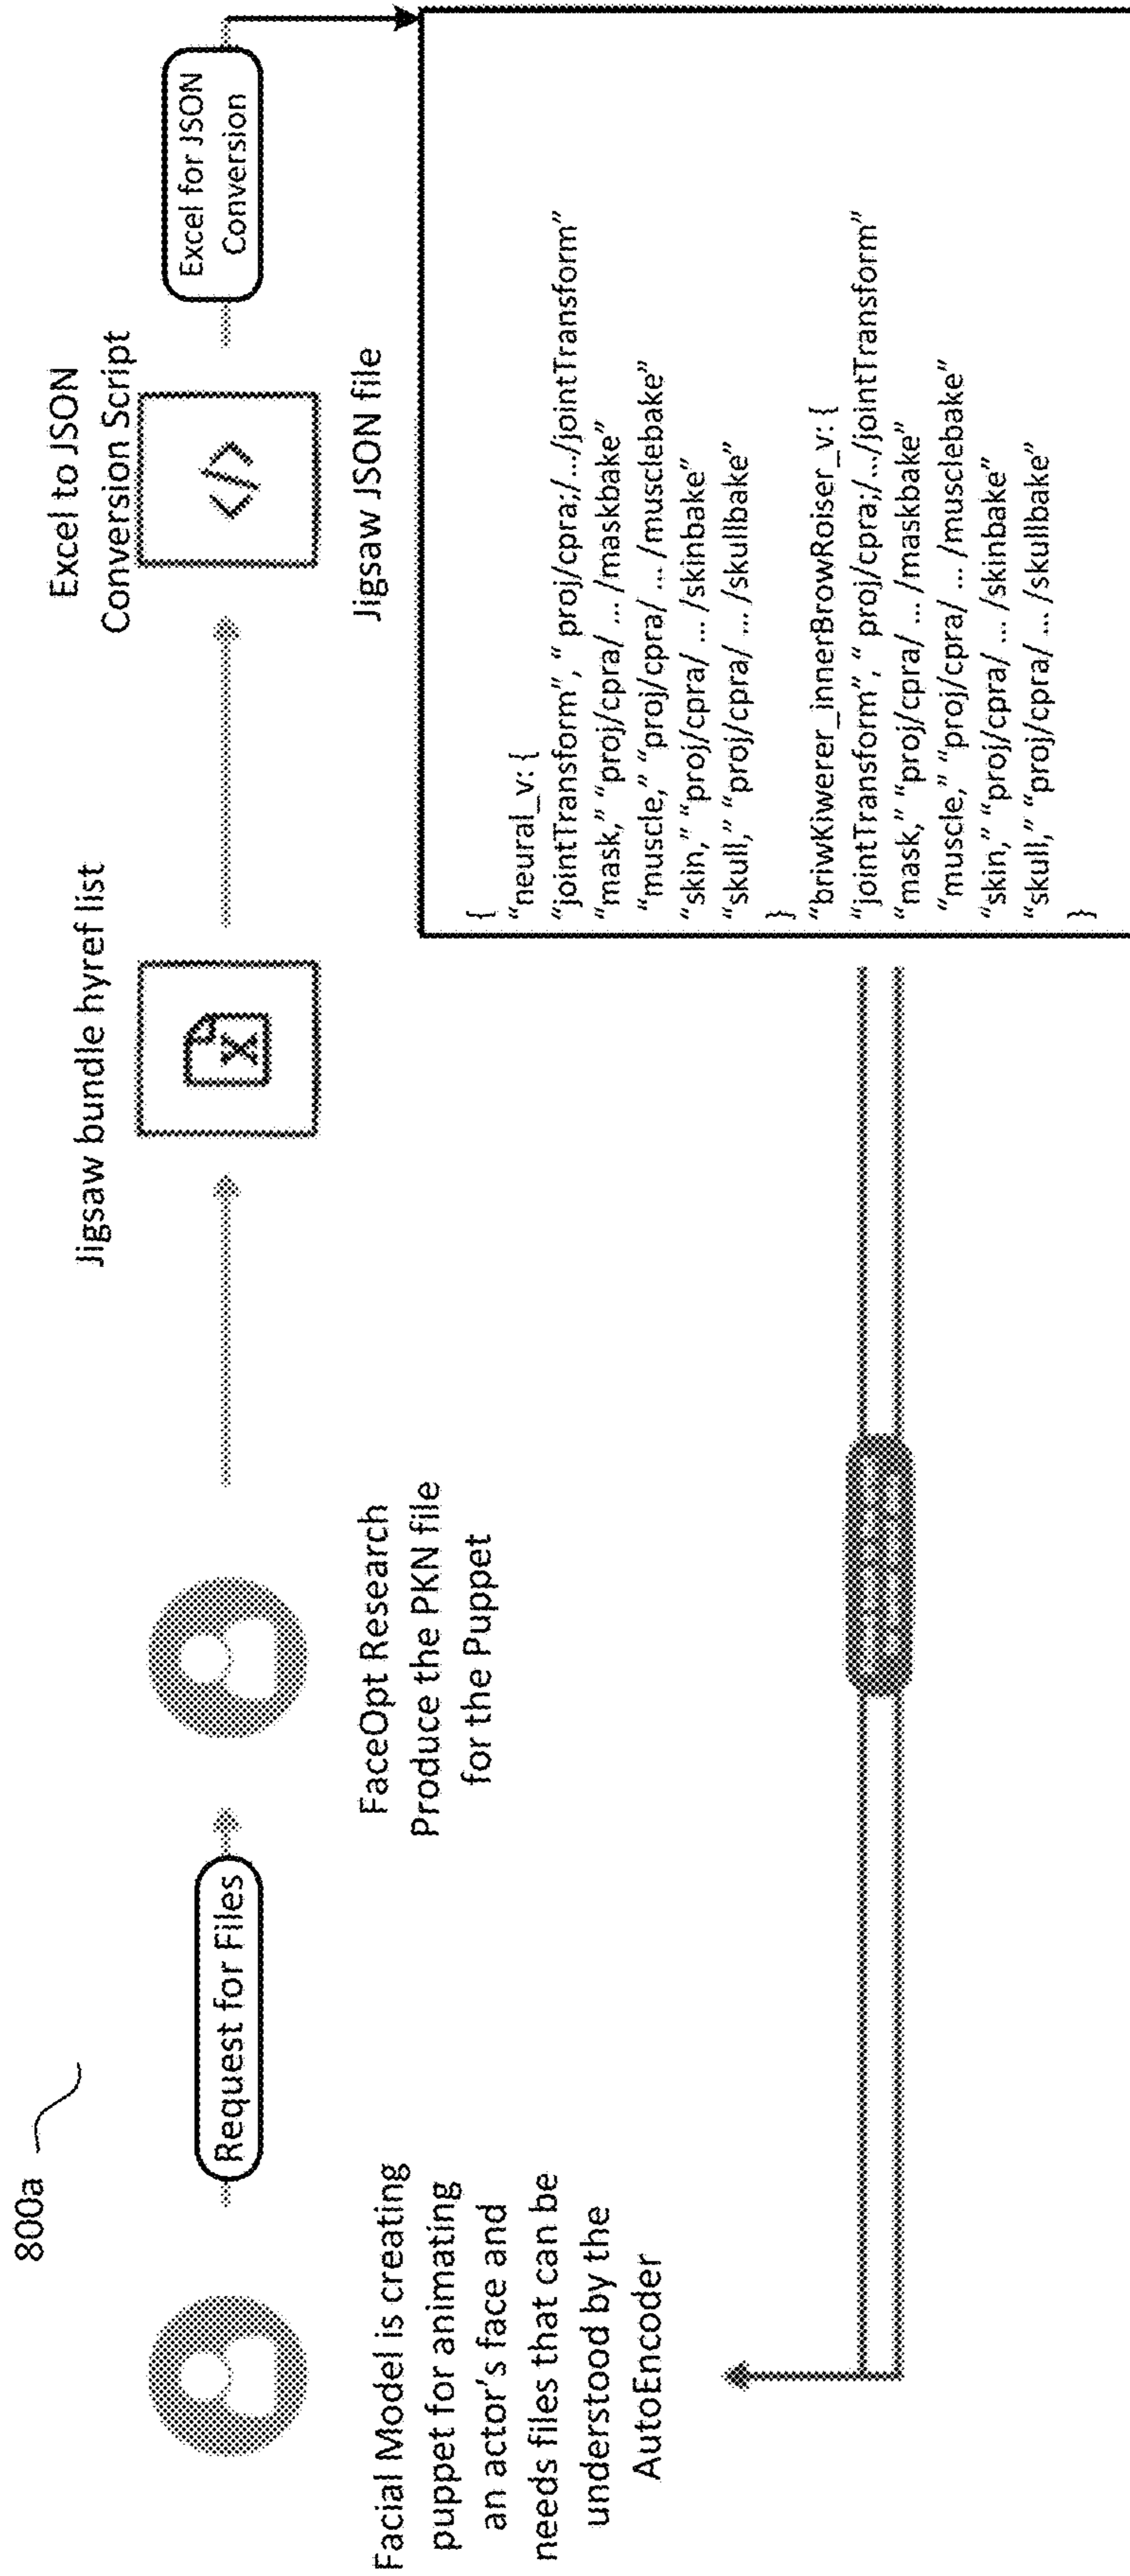 800a
Request for Files
Facial Model is creating
puppet for animating
an actor's face and
needs files that can be
understood by the
AutoEncoder
FaceOpt Research
Produce the PKN file
for the Puppet
Jigsaw bundle hyref list
Excel to JSON
Conversion Script
Excel for JSON
Conversion
Jigsaw JSON file
{
"neural_v: {
"jointTransform", " proj/cpra;/.../jointTransform"
"mask," "proj/cpra/ ... /maskbake"
"muscle," "proj/cpra/ ... /musclebake"
"skin," "proj/cpra/ ... /skinbake"
"skull," "proj/cpra/ ... /skullbake"
}
"briwKiwerer_innerBrowRoiser_v: {
"jointTransform", " proj/cpra;/.../jointTransform"
"mask," "proj/cpra/ ... /maskbake"
"muscle," "proj/cpra/ ... /musclebake"
"skin," "proj/cpra/ ... /skinbake"
"skull," "proj/cpra/ ... /skullbake"
}